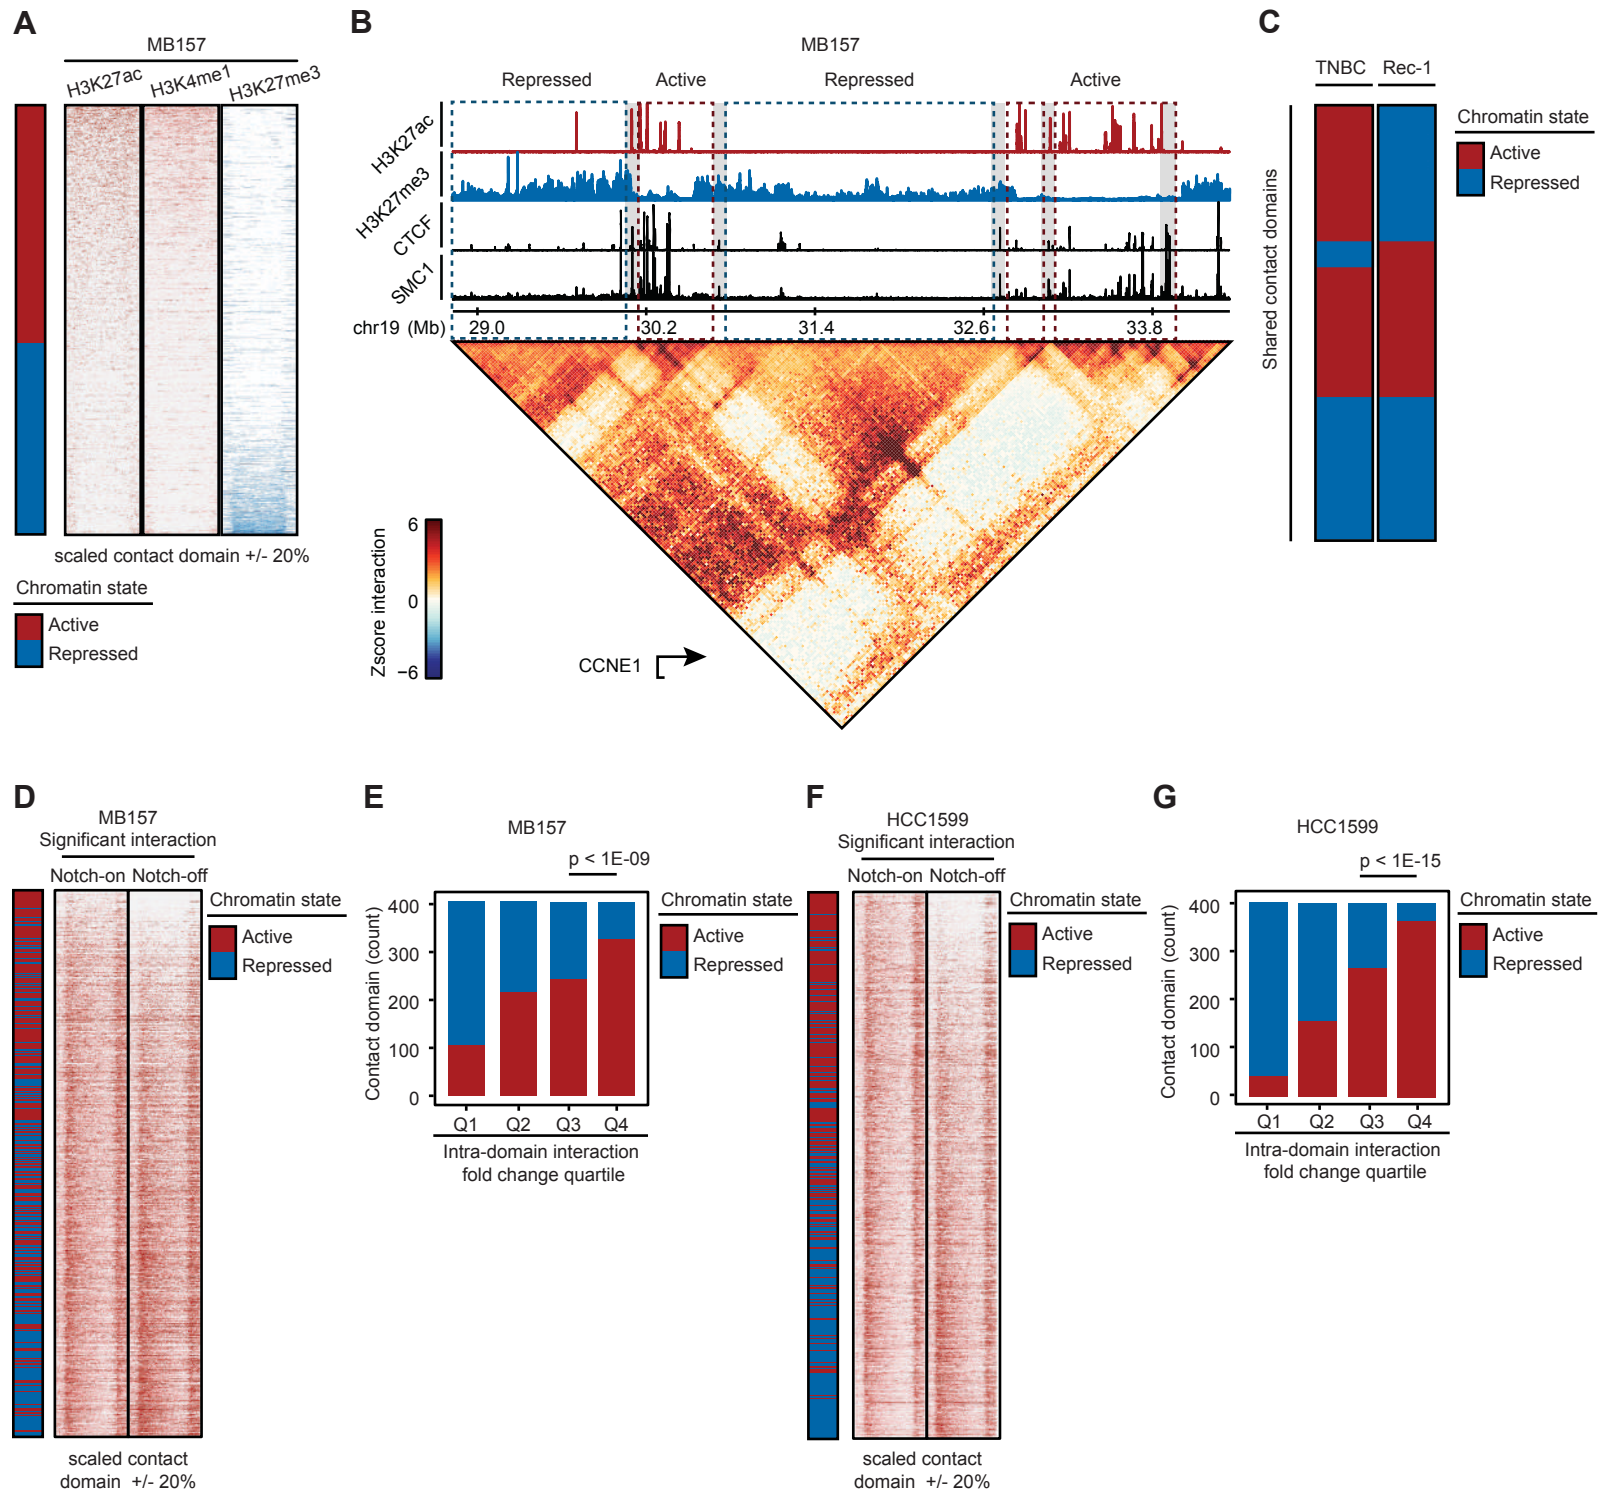 A
MB157
H3K27ac H3K4me1 H3K27me3
scaled contact domain +/- 20%
Chromatin state
Active
Repressed
B
MB157
Repressed Active Repressed Active
H3K27ac
H3K27me3
CTCF
SMC1
chr19 (Mb) 29.0 30.2 31.4 32.6 33.8
Zscore interaction
6
0
−6
CCNE1
C
TNBC Rec-1
Shared contact domains
Chromatin state
Active
Repressed
D
MB157
Significant interaction
Notch-on Notch-off
Chromatin state
Active
Repressed
scaled contact
domain +/- 20%
E
MB157
p < 1E-09
Contact domain (count)
400
300
200
100
0
Q1 Q2 Q3 Q4
Intra-domain interaction
fold change quartile
Chromatin state
Active
Repressed
F
HCC1599
Significant interaction
Notch-on Notch-off
Chromatin state
Active
Repressed
scaled contact
domain +/- 20%
G
HCC1599
p < 1E-15
Contact domain (count)
400
300
200
100
0
Q1 Q2 Q3 Q4
Intra-domain interaction
fold change quartile
Chromatin state
Active
Repressed